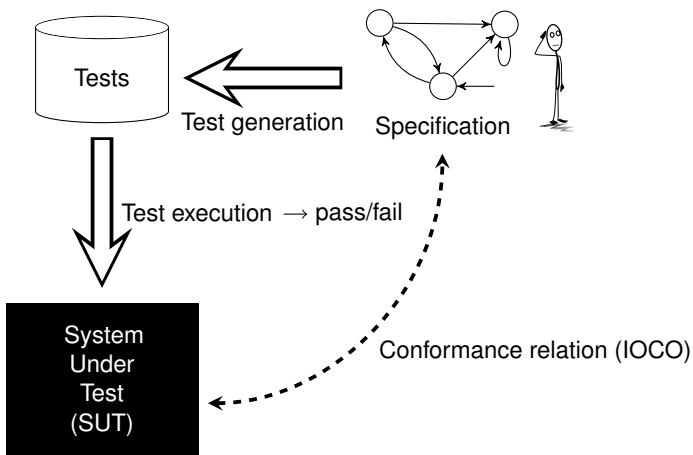 Tests
Test generation
Specification
Test execution → pass/fail
System
Under
Test
(SUT)
Conformance relation (IOCO)